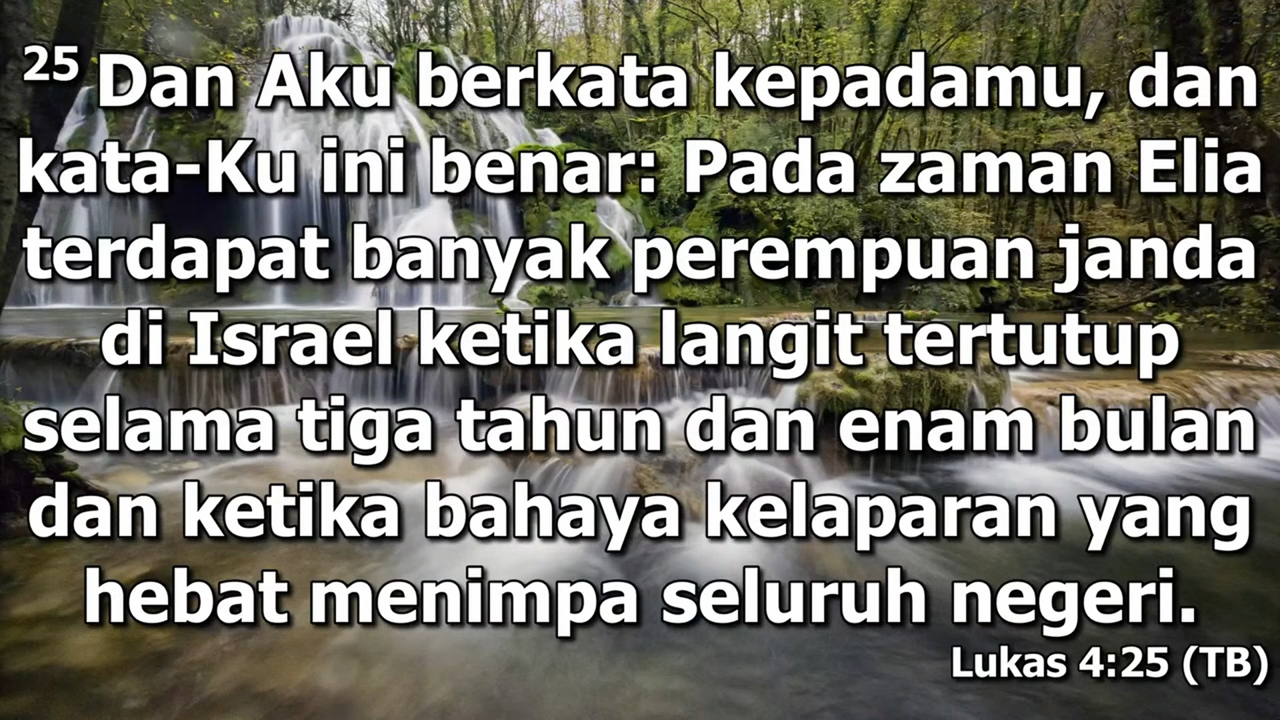 25 Dan Aku berkata kepadamu, dan
kata-Ku ini benar: Pada zaman Elia
terdapat banyak perempuan janda
di Israel ketika langit tertutup
selama tiga tahun dan enam bulan
dan ketika bahaya kelaparan yang
hebat menimpa seluruh negeri.
Lukas 4:25 (TB)